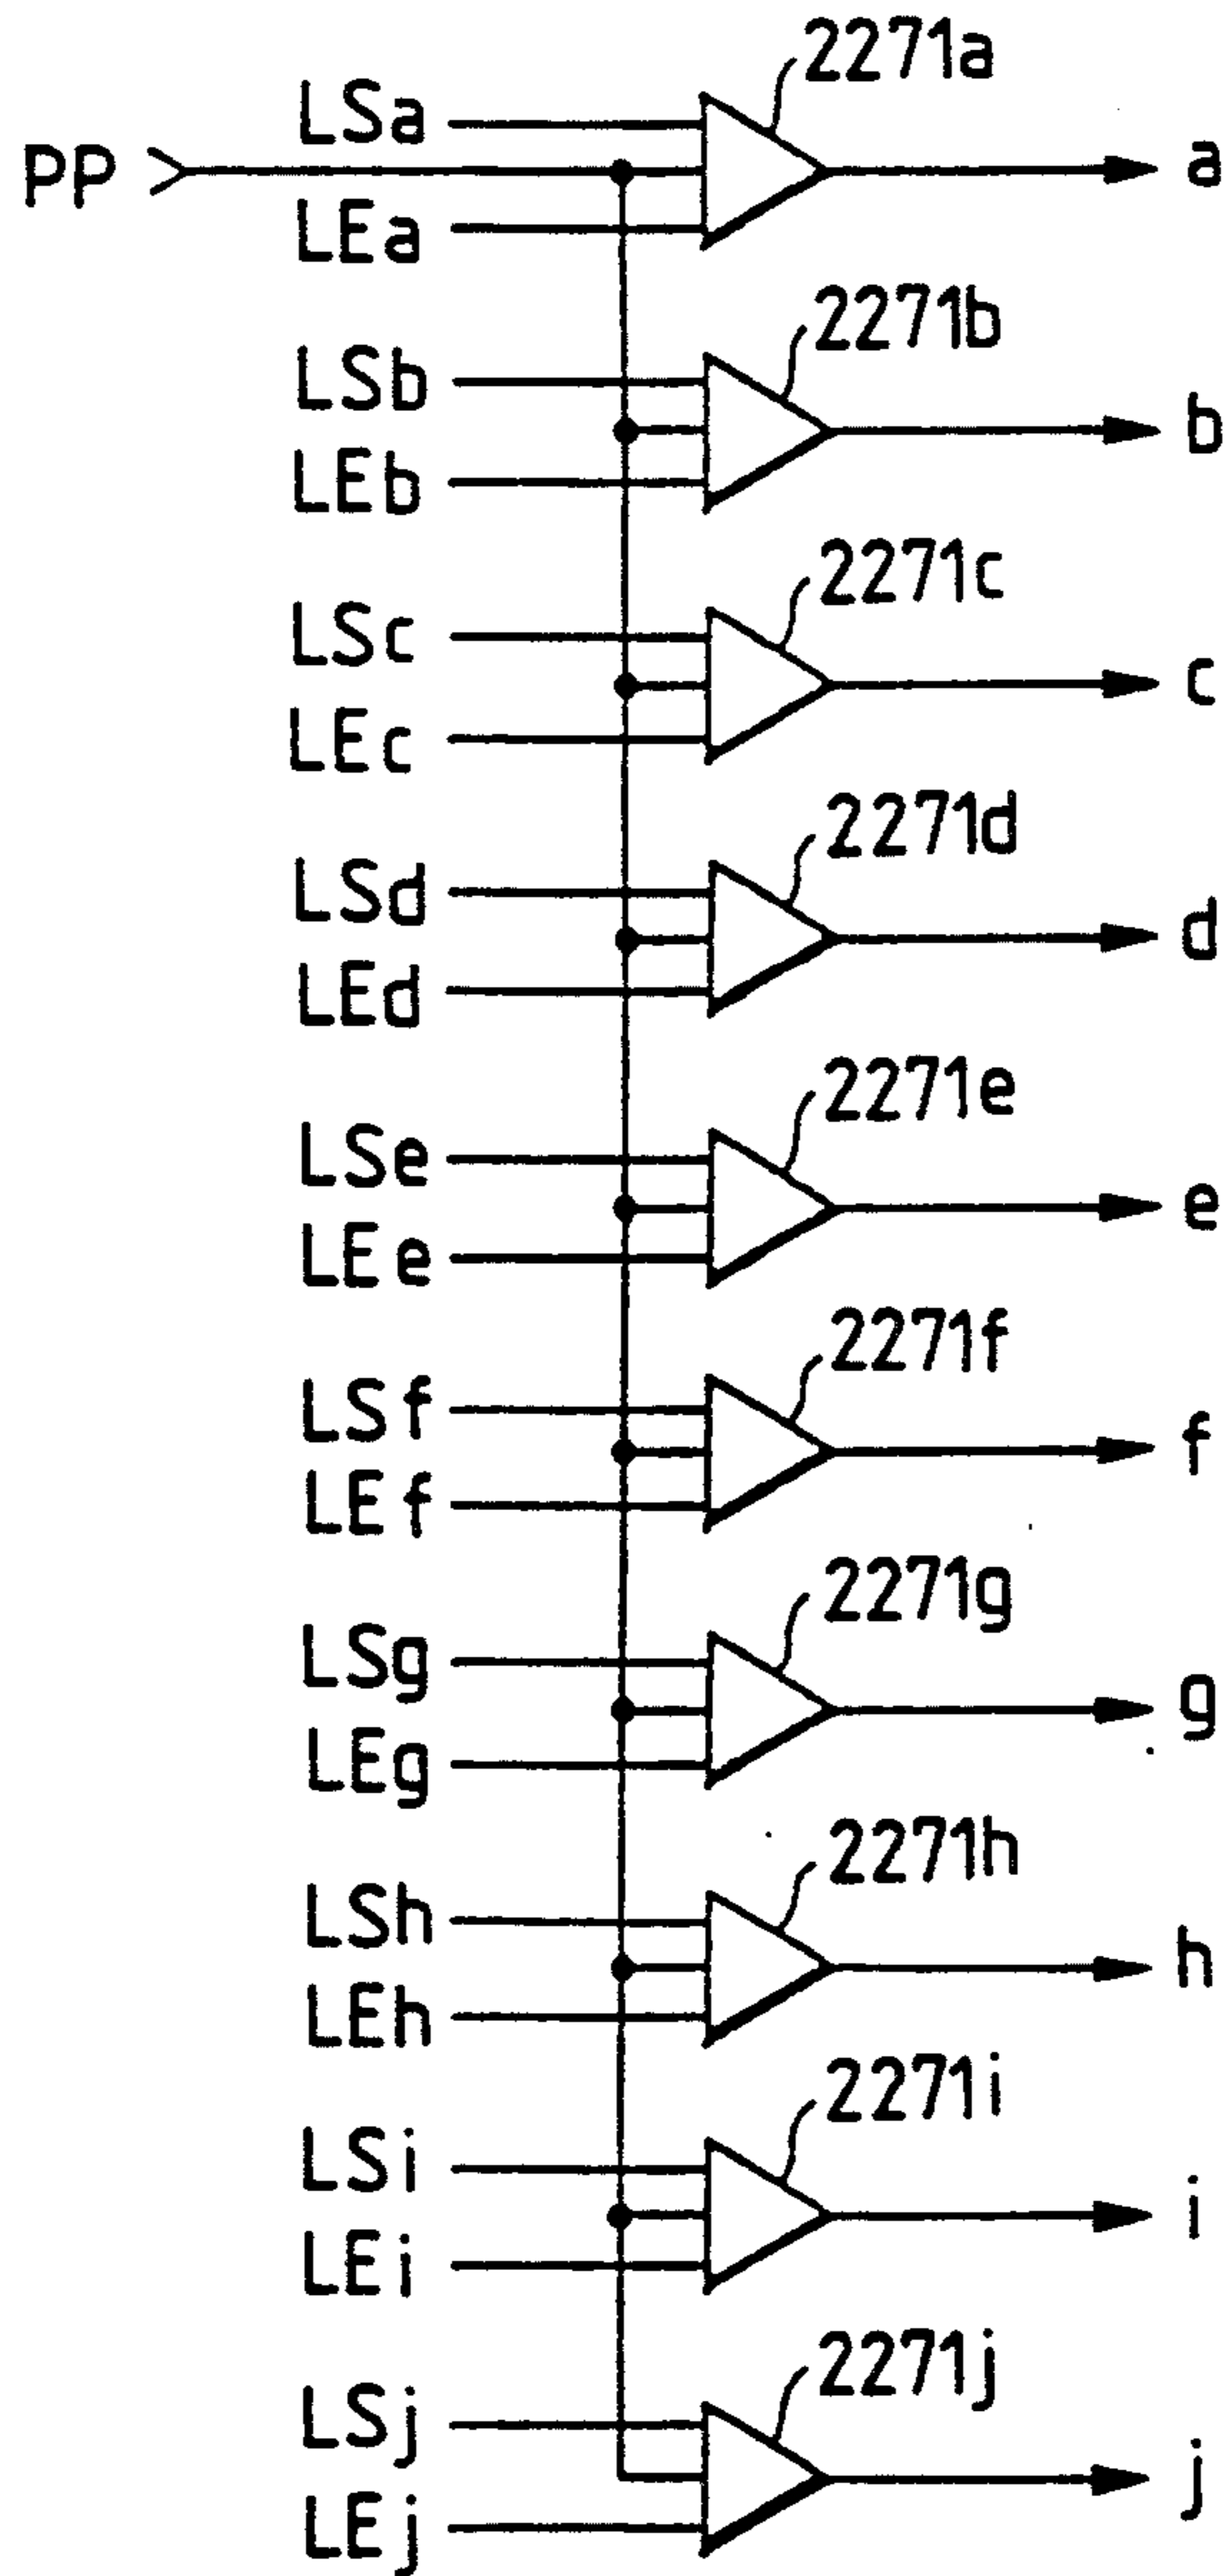 2271a
LSa
PP
a
LEa
2271b
LSb
b
LEb
2271c
LSc
c
LEc
2271d
LSd
d
LEd
2271e
LSe
e
LEe
2271f
LSf
f
LEf
2271g
LSg
g
LEg
2271h
LSh
h
LEh
2271i
LSi
i
LEi
2271j
LSj
j
LEj